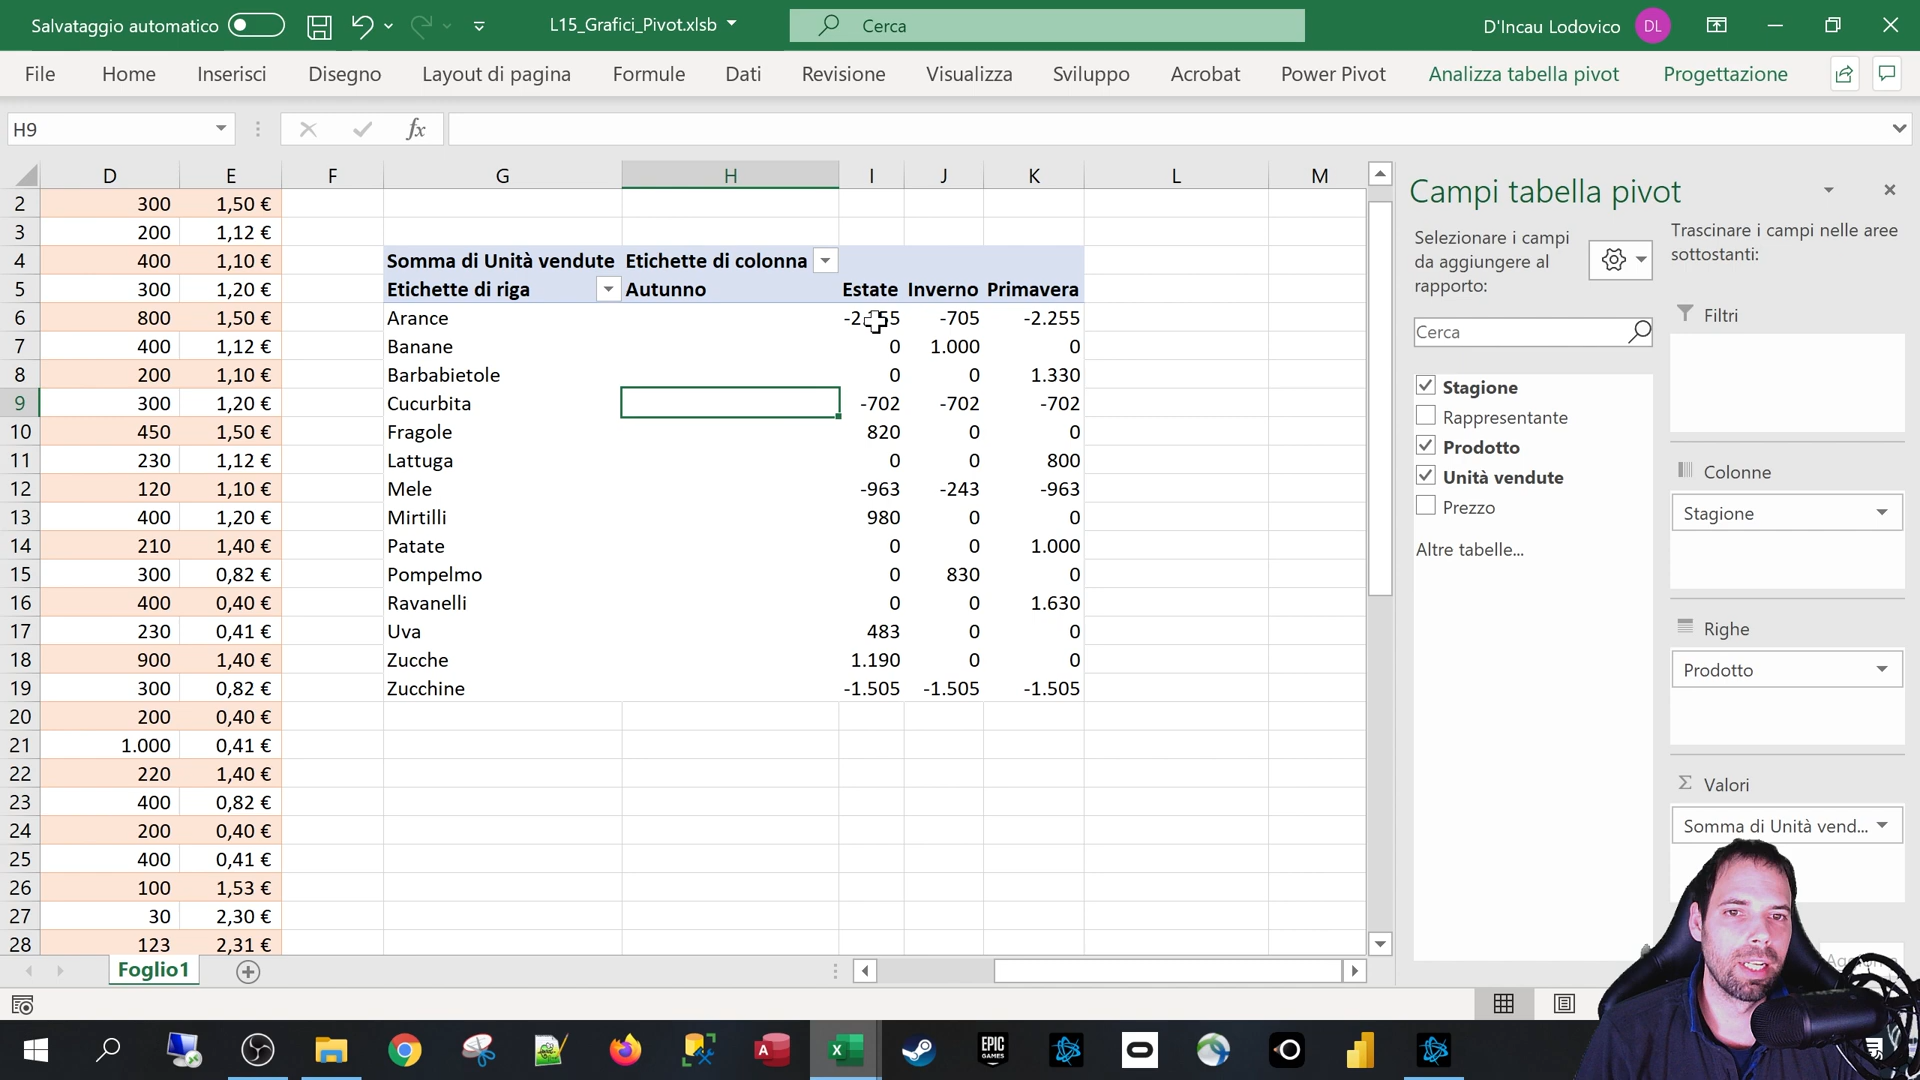 Salvataggio automatico L15_Grafici_Pivot.xlsb Cerca D'Incau Lodovico DL
File Home Inserisci Disegno Layout di pagina Formule Dati Revisione Visualizza Sviluppo Acrobat Power Pivot Analizza tabella pivot Progettazione
H9 fx
D E F G H I J K L M
2 300 1,50 €
3 200 1,12 €
4 400 1,10 € Somma di Unità vendute Etichette di colonna
5 300 1,20 € Etichette di riga Autunno Estate Inverno Primavera
6 800 1,50 € Arance -705 -2.255
7 400 1,12 € Banane 0 1.000 0
8 200 1,10 € Barbabietole 0 0 1.330
9 300 1,20 € Cucurbita -702 -702 -702
10 450 1,50 € Fragole 820 0 0
11 230 1,12 € Lattuga 0 0 800
12 120 1,10 € Mele -963 -243 -963
13 400 1,20 € Mirtilli 980 0 0
14 210 1,40 € Patate 0 0 1.000
15 300 0,82 € Pompelmo 0 830 0
16 400 0,40 € Ravanelli 0 0 1.630
17 230 0,41 € Uva 483 0 0
18 900 1,40 € Zucche 1.190 0 0
19 300 0,82 € Zucchine -1.505 -1.505 -1.505
20 200 0,40 €
21 1.000 0,41 €
22 220 1,40 €
23 400 0,82 €
24 200 0,40 €
25 400 0,41 €
26 100 1,53 €
27 30 2,30 €
28 123 2,31 €
Foglio1
Campi tabella pivot
Selezionare i campi
da aggiungere al
rapporto:
Cerca
Stagione
Rappresentante
Prodotto
Unità vendute
Prezzo
Altre tabelle...
Trascinare i campi nelle aree
sottostanti:
Filtri
Colonne
Stagione
Righe
Prodotto
Σ Valori
Somma di Unità vend...
EPIC
GAMES